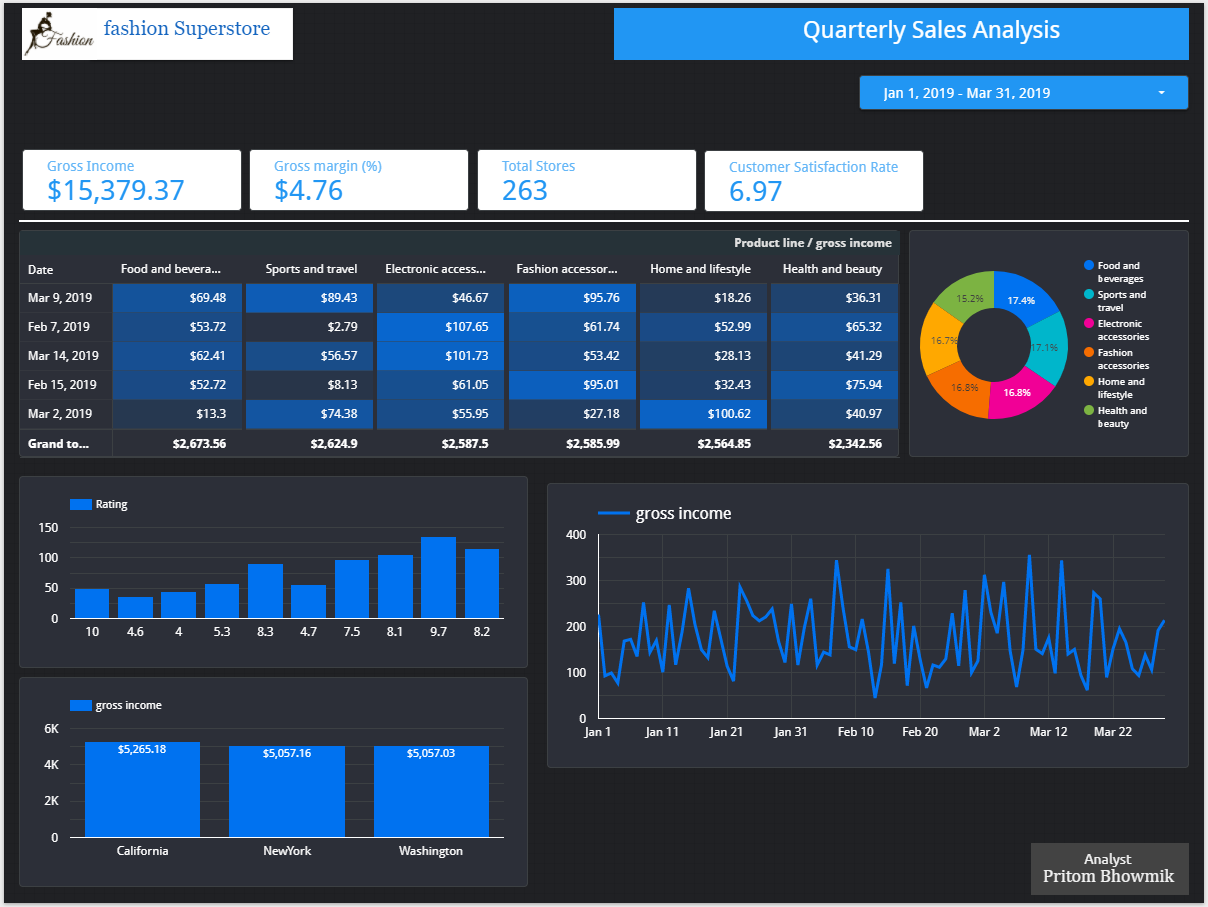 Fashion
fashion Superstore
Quarterly Sales Analysis
Jan 1, 2019 - Mar 31, 2019
Gross Income
$15,379.37
Gross margin (%)
$4.76
Total Stores
263
Customer Satisfaction Rate
6.97
Product line / gross income
Date Food and bevera... Sports and travel Electronic access... Fashion accessor... Home and lifestyle Health and beauty
Mar 9, 2019 $69.48 $89.43 $46.67 $95.76 $18.26 $36.31
Feb 7, 2019 $53.72 $2.79 $107.65 $61.74 $52.99 $65.32
Mar 14, 2019 $62.41 $56.57 $101.73 $53.42 $28.13 $41.29
Feb 15, 2019 $52.72 $8.13 $61.05 $95.01 $32.43 $75.94
Mar 2, 2019 $13.3 $74.38 $55.95 $27.18 $100.62 $40.97
Grand to... $2,673.56 $2,624.9 $2,587.5 $2,585.99 $2,564.85 $2,342.56
17.4%
17.1%
16.8%
16.8%
16.7%
15.2%
Food and
beverages
Sports and
travel
Electronic
accessories
Fashion
accessories
Home and
lifestyle
Health and
beauty
Rating
150
100
50
0
10 4.6 4 5.3 8.3 4.7 7.5 8.1 9.7 8.2
gross income
400
300
200
100
0
Jan 1 Jan 11 Jan 21 Jan 31 Feb 10 Feb 20 Mar 2 Mar 12 Mar 22
gross income
6K
4K
2K
0
$5,265.18 $5,057.16 $5,057.03
California NewYork Washington
Analyst
Pritom Bhowmik